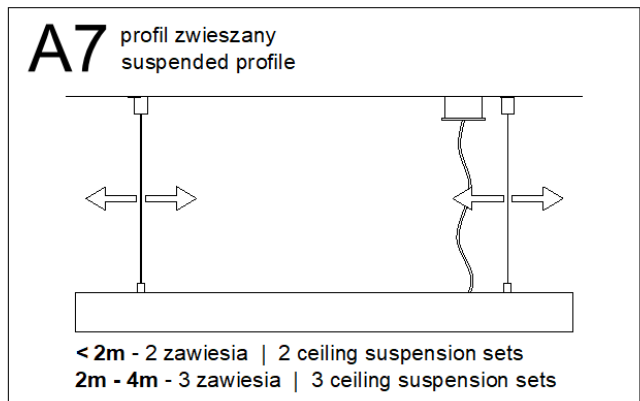 A7
profil zwieszany
suspended profile
< 2m - 2 zawiesia | 2 ceiling suspension sets
2m - 4m - 3 zawiesia | 3 ceiling suspension sets